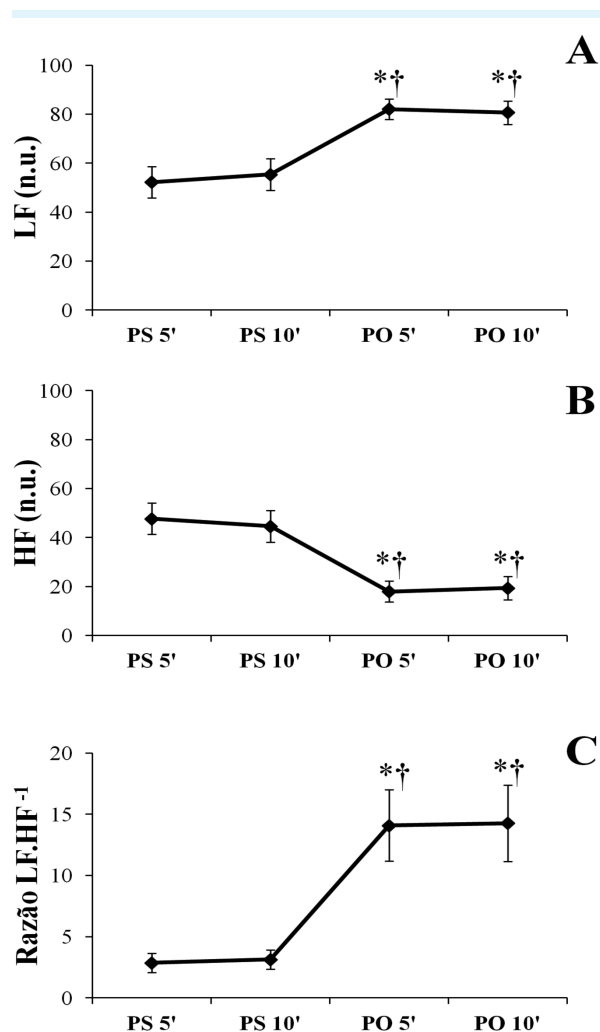 A
100
80
60
40
20
0
LF (n.u.)
*† *†
PS 5' PS 10' PO 5' PO 10'
B
100
80
60
40
20
0
HF (n.u.)
*† *†
PS 5' PS 10' PO 5' PO 10'
C
20
15
10
5
0
Razão LF.HF⁻¹
*† *†
PS 5' PS 10' PO 5' PO 10'